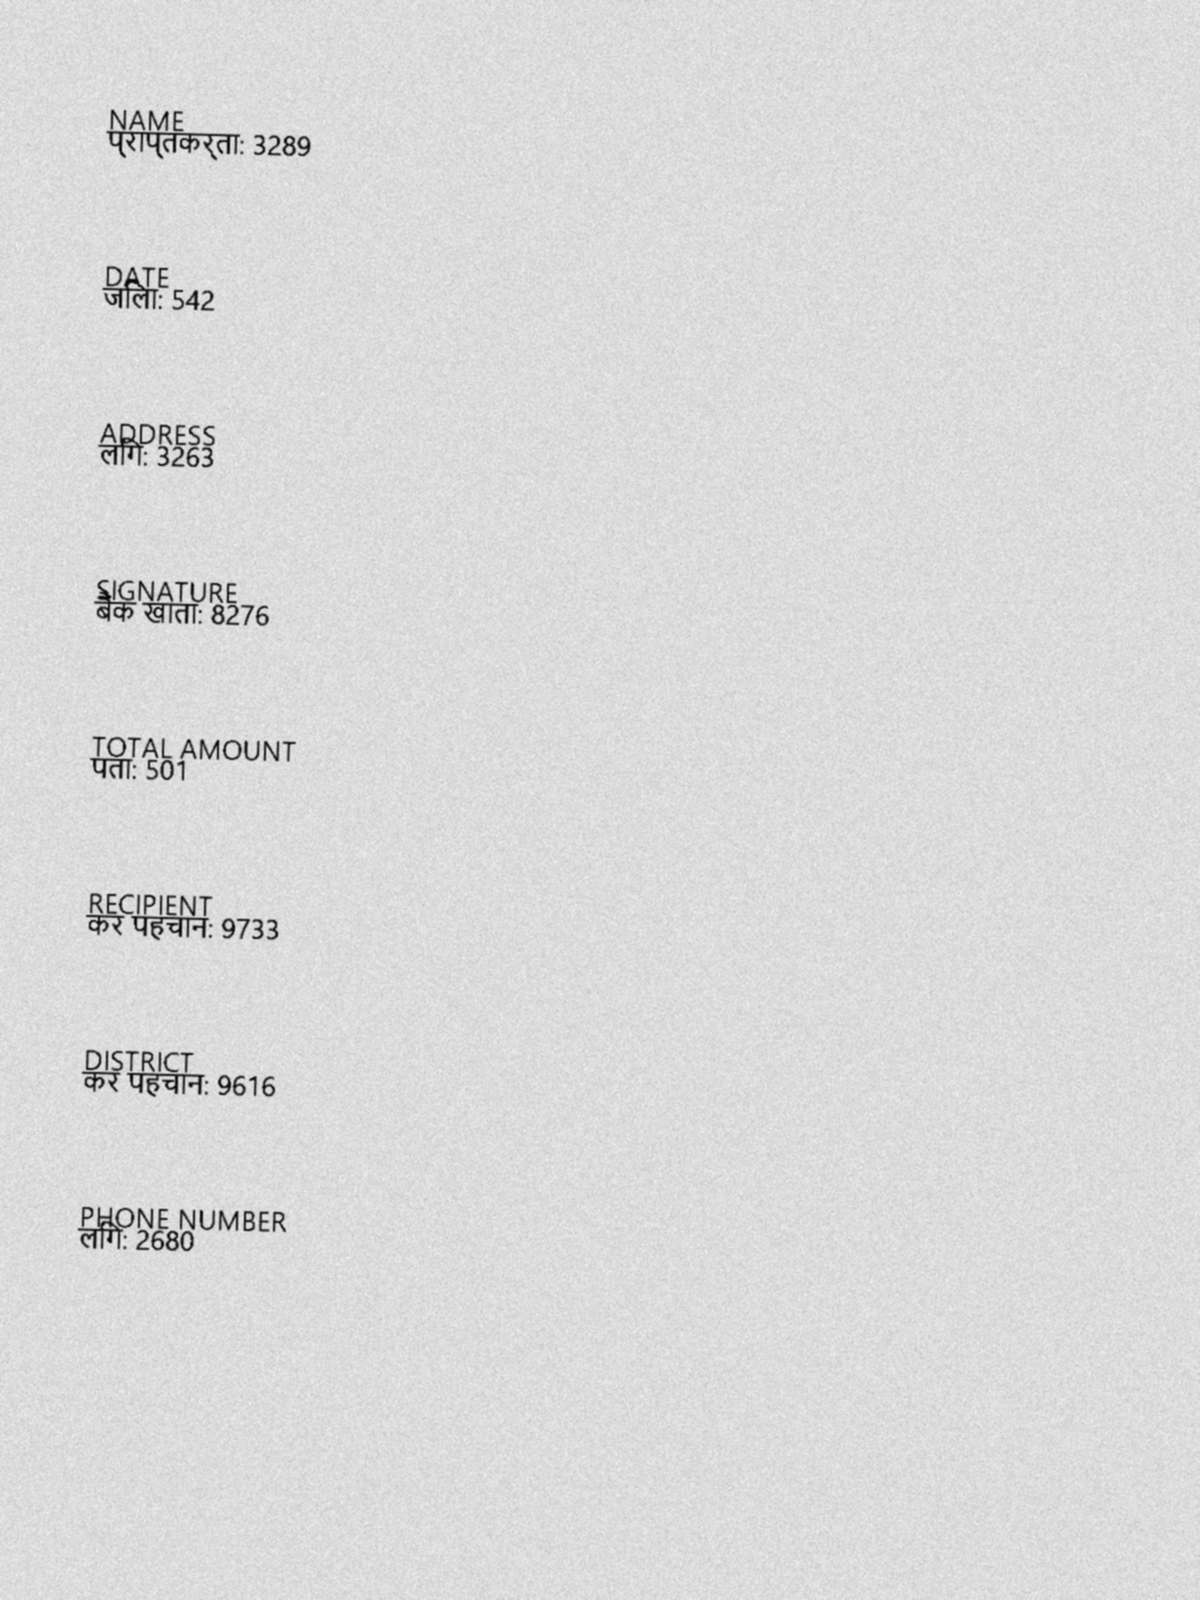 NAME
प्राप्तकर्ता: 3289
DATE
जिला: 542
ADDRESS
लिंग: 3263
SIGNATURE
बैंक खाता: 8276
TOTAL AMOUNT
पता: 501
RECIPIENT
कर पहचान: 9733
DISTRICT
कर पहचान: 9616
PHONE NUMBER
लिंग: 2680